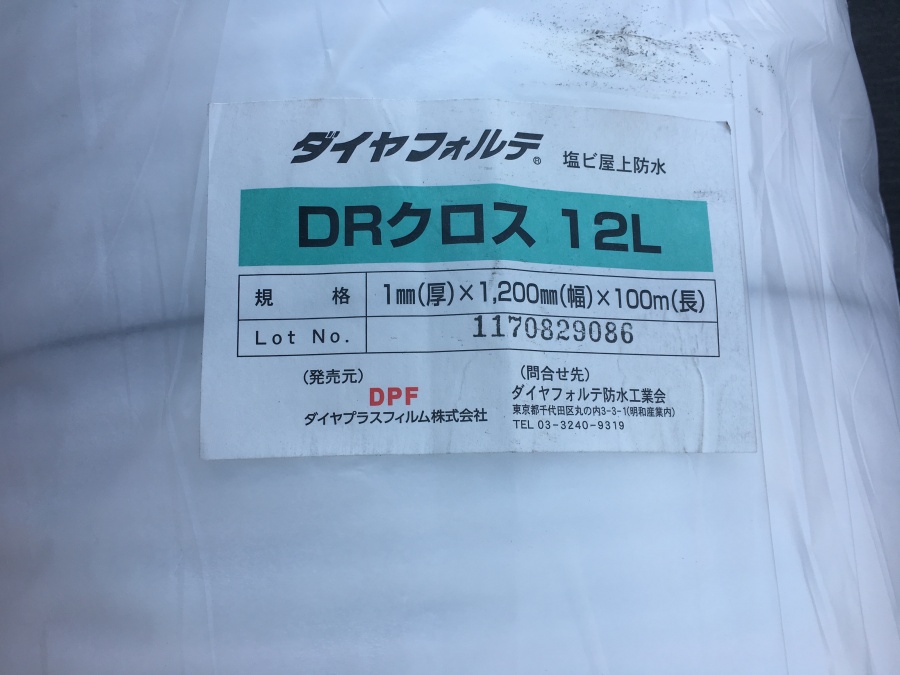 ダイヤフォルテ® 塩ビ屋上防水
DRクロス 12L
規 格 1mm(厚)×1,200mm(幅)×100m(長)
Lot No. 1170829086
(発売元)
DPF
ダイヤプラスフィルム株式会社
(問合せ先)
ダイヤフォルテ防水工業会
東京都千代田区丸の内3-3-1(明和産業内)
TEL 03-3240-9319